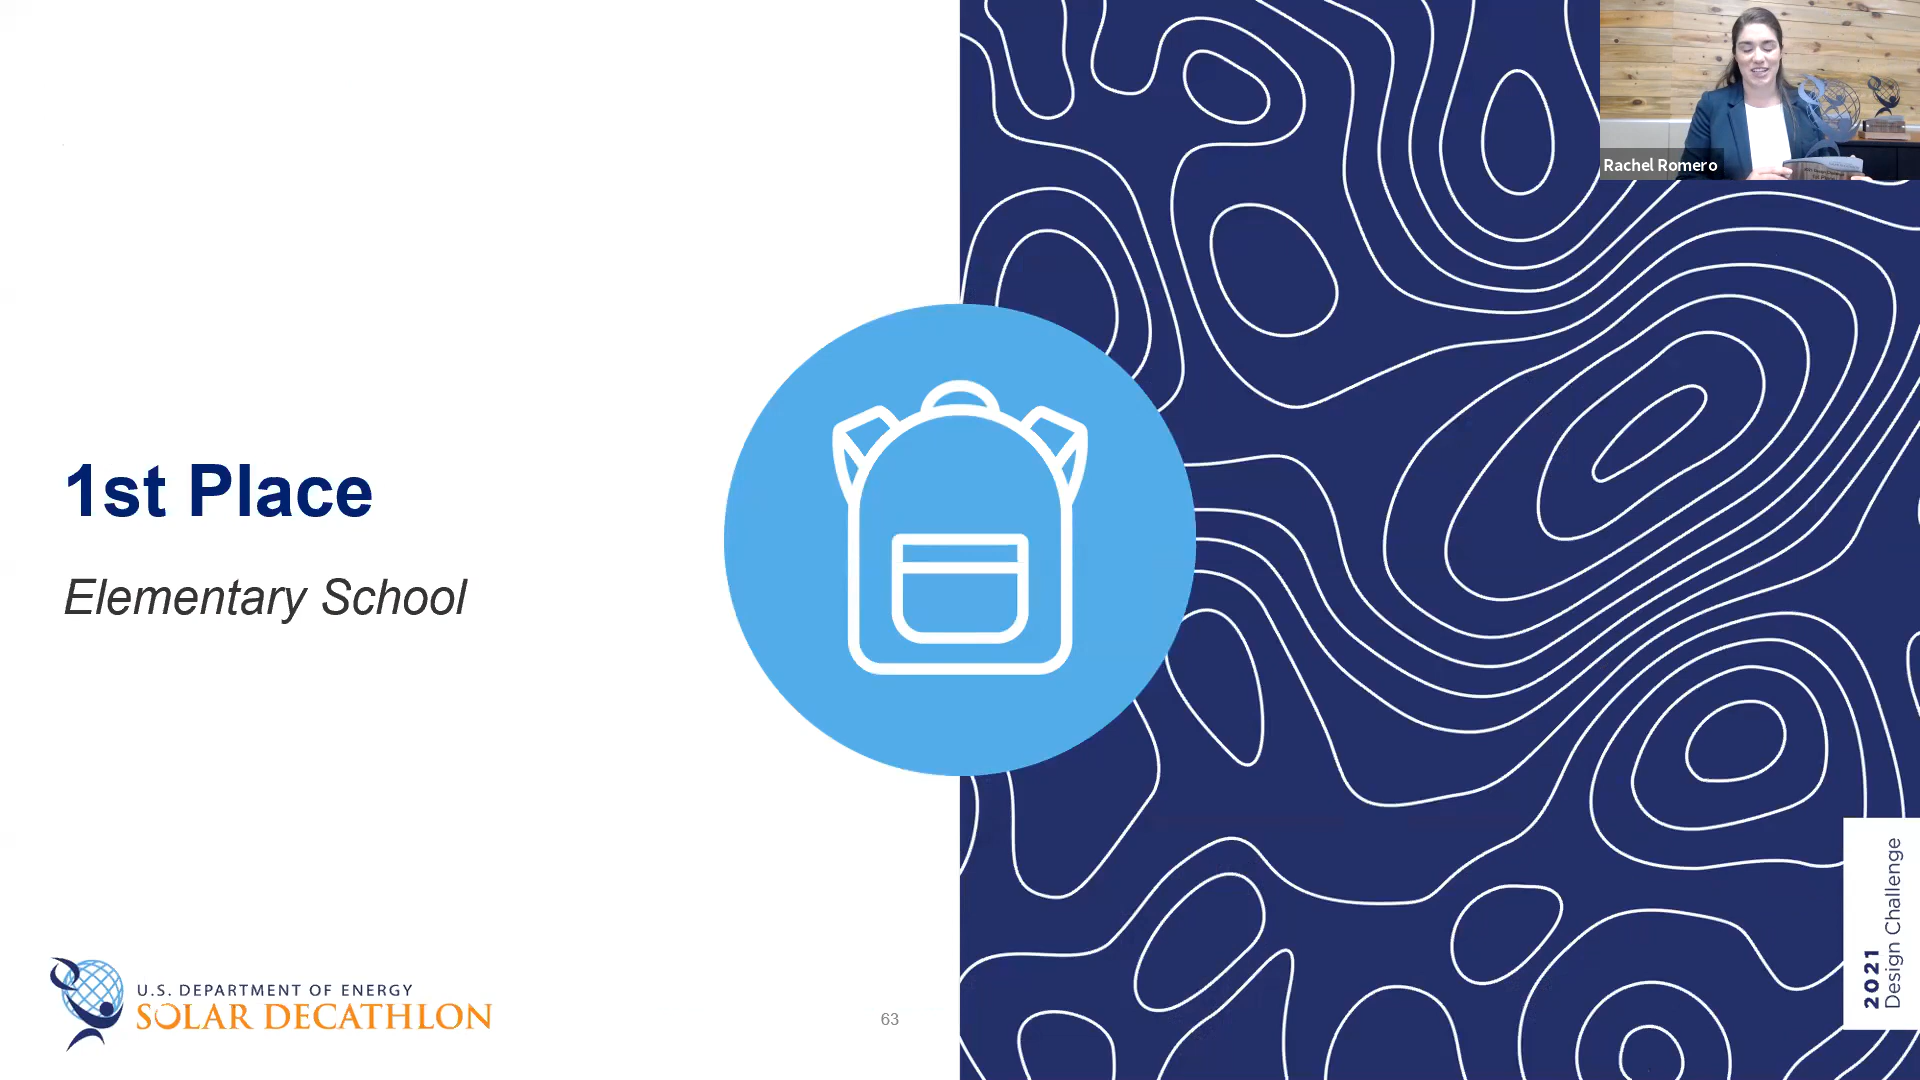 Rachel Romero
1st Place
Elementary School
U.S. DEPARTMENT OF ENERGY
SOLAR DECATHLON
63
2021
Design Challenge